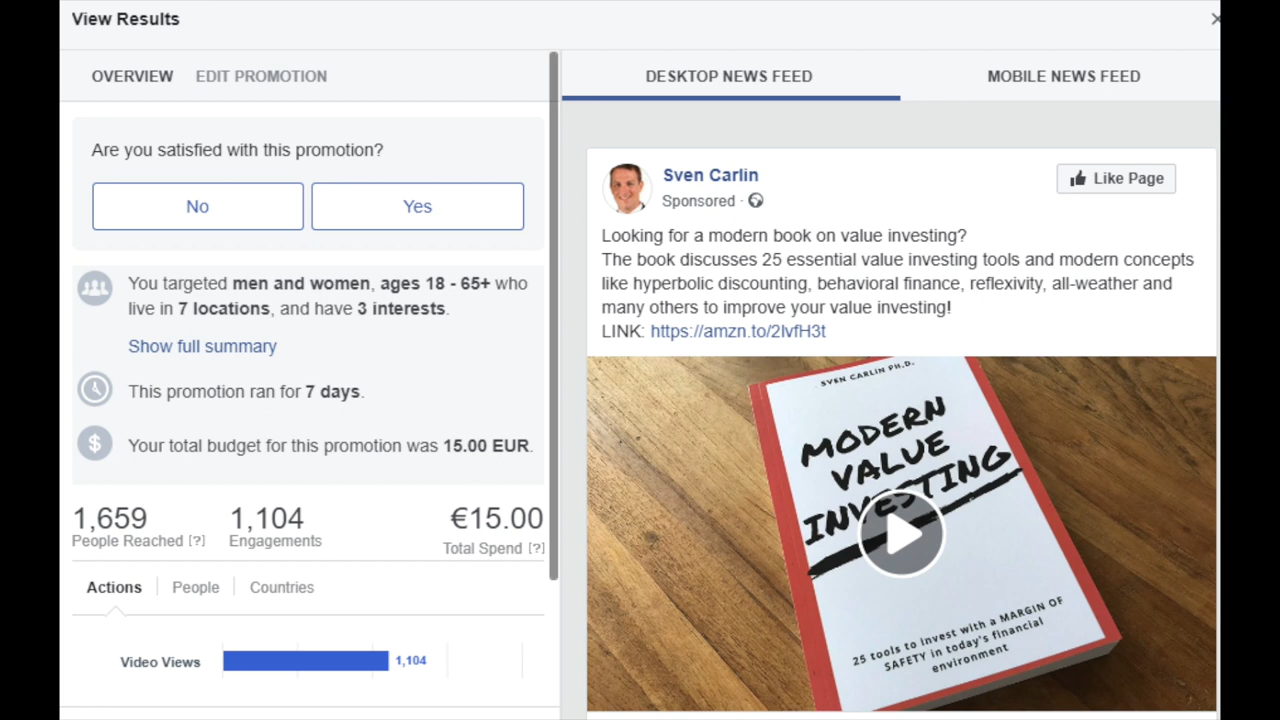 View Results
OVERVIEW EDIT PROMOTION
Are you satisfied with this promotion?
No Yes
You targeted men and women, ages 18 - 65+ who
live in 7 locations, and have 3 interests.
Show full summary
This promotion ran for 7 days.
$ Your total budget for this promotion was 15.00 EUR.
1,659 1,104 €15.00
People Reached [?] Engagements Total Spend [?]
Actions People Countries
Video Views 1,104
DESKTOP NEWS FEED MOBILE NEWS FEED
Sven Carlin Like Page
Sponsored ·
Looking for a modern book on value investing?
The book discusses 25 essential value investing tools and modern concepts
like hyperbolic discounting, behavioral finance, reflexivity, all-weather and
many others to improve your value investing!
LINK: https://amzn.to/2lvfH3t
SVEN CARLIN PH.D.
MODERN
VALUE
INVESTING
25 tools to invest with a MARGIN OF
SAFETY in today's financial
environment